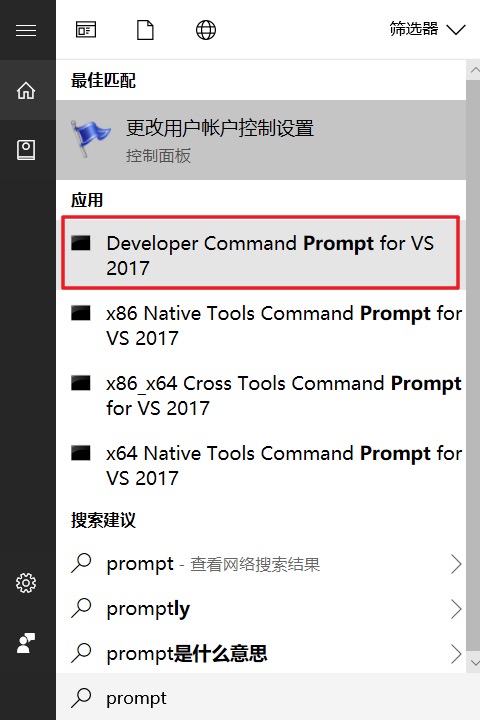 筛选器
最佳匹配
更改用户帐户控制设置
控制面板
应用
Developer Command Prompt for VS
2017
x86 Native Tools Command Prompt for
VS 2017
x86_x64 Cross Tools Command Prompt
for VS 2017
x64 Native Tools Command Prompt for
VS 2017
搜索建议
prompt - 查看网络搜索结果
promptly
prompt是什么意思
prompt